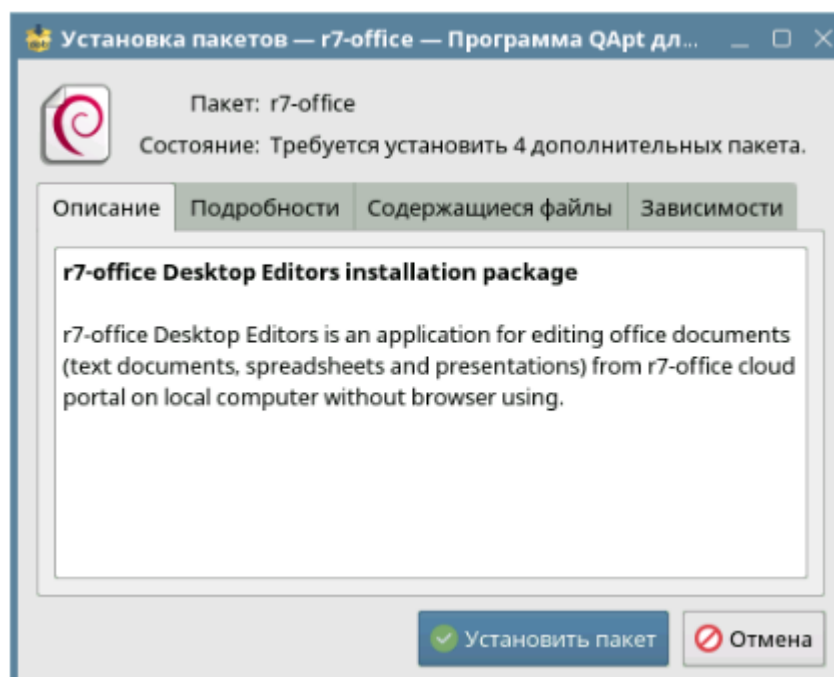 Установка пакетов — r7-office — Программа QApt дл...
Пакет: r7-office
Состояние: Требуется установить 4 дополнительных пакета.
Описание Подробности Содержащиеся файлы Зависимости
r7-office Desktop Editors installation package
r7-office Desktop Editors is an application for editing office documents
(text documents, spreadsheets and presentations) from r7-office cloud
portal on local computer without browser using.
Установить пакет Отмена